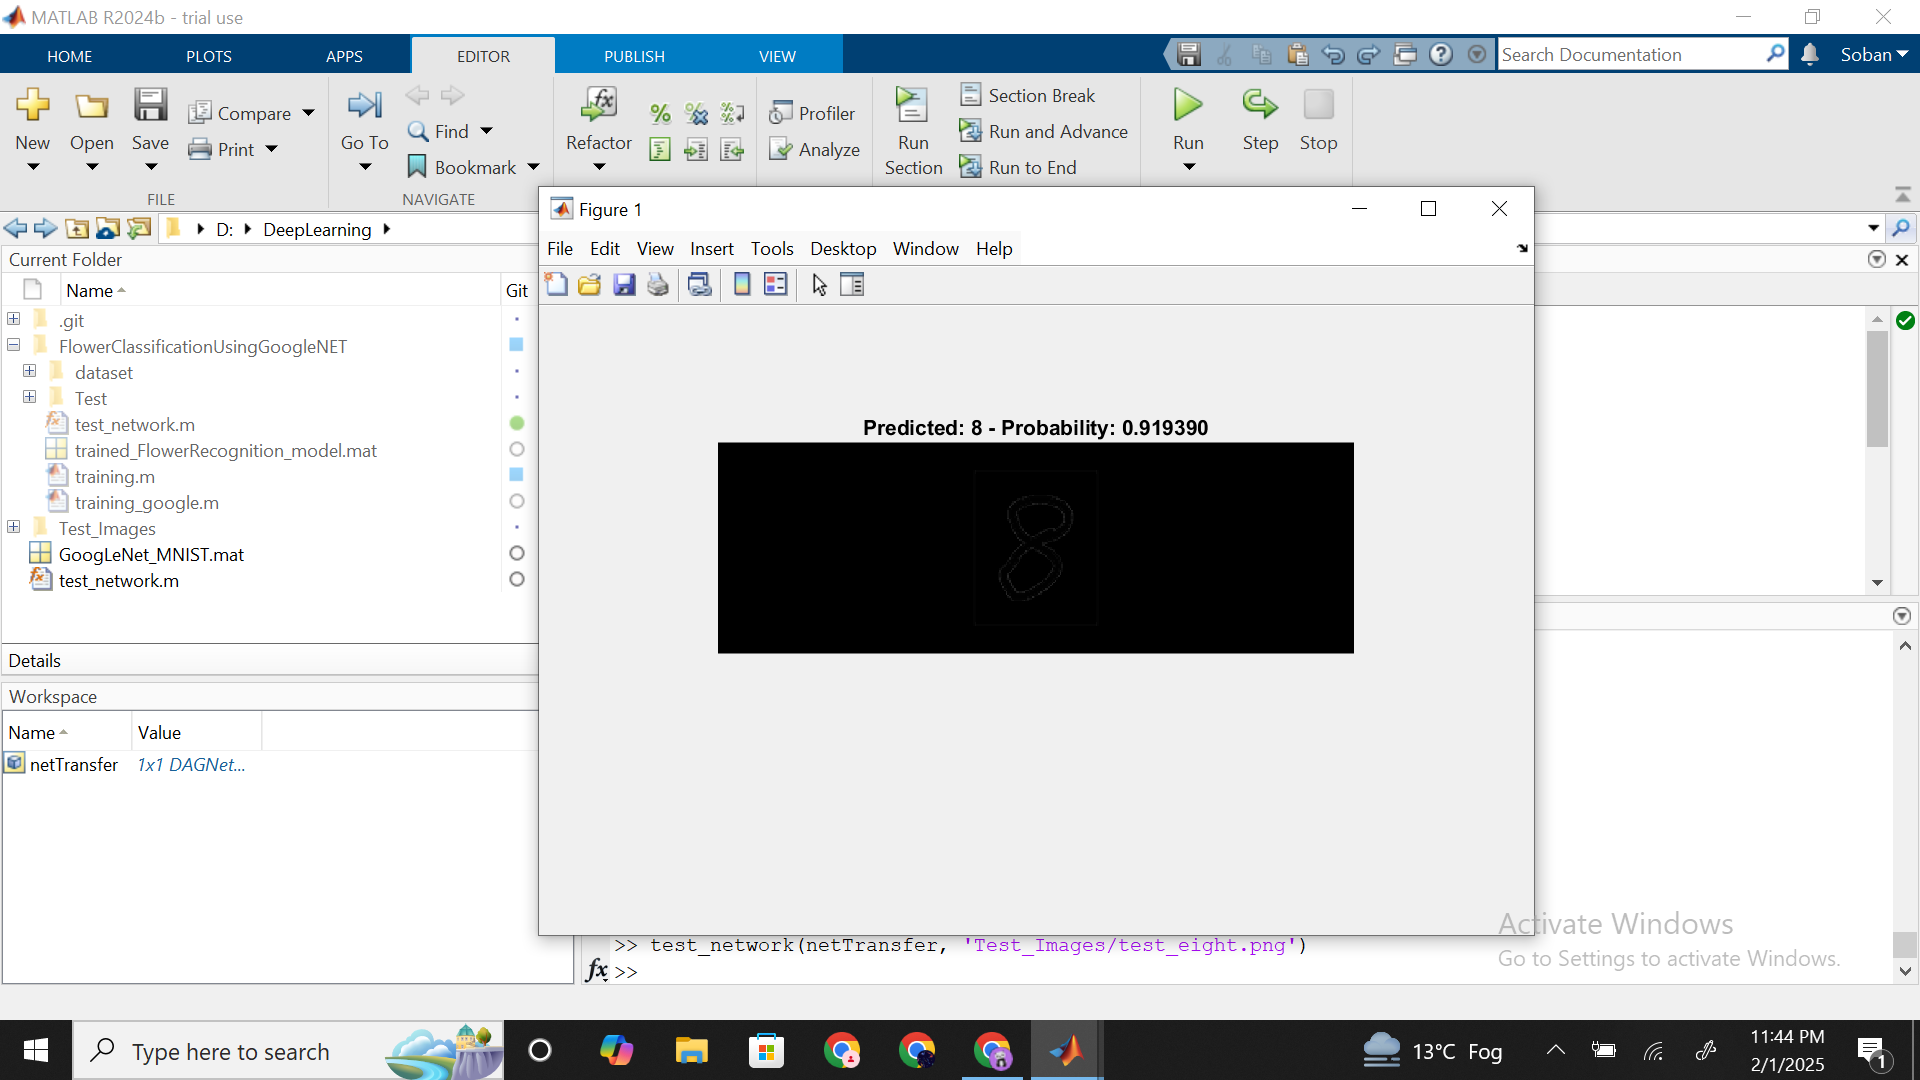 MATLAB R2024b - trial use
HOME PLOTS APPS EDITOR PUBLISH VIEW
Search Documentation
Soban
New Open Save Compare Print
FILE
Go To Find Bookmark
NAVIGATE
Refactor
Profiler
Analyze
Run Section
Section Break
Run and Advance
Run to End
Run Step Stop
D: DeepLearning
Current Folder
Name Git
.git
FlowerClassificationUsingGoogleNET
dataset
Test
test_network.m
trained_FlowerRecognition_model.mat
training.m
training_google.m
Test_Images
GoogLeNet_MNIST.mat
test_network.m
Details
Workspace
Name Value
netTransfer 1x1 DAGNet...
Figure 1
File Edit View Insert Tools Desktop Window Help
Predicted: 8 - Probability: 0.919390
8
>> test_network(netTransfer, 'Test_Images/test_eight.png')
fx >>
Activate Windows
Go to Settings to activate Windows.
Type here to search
13°C Fog
11:44 PM
2/1/2025
1